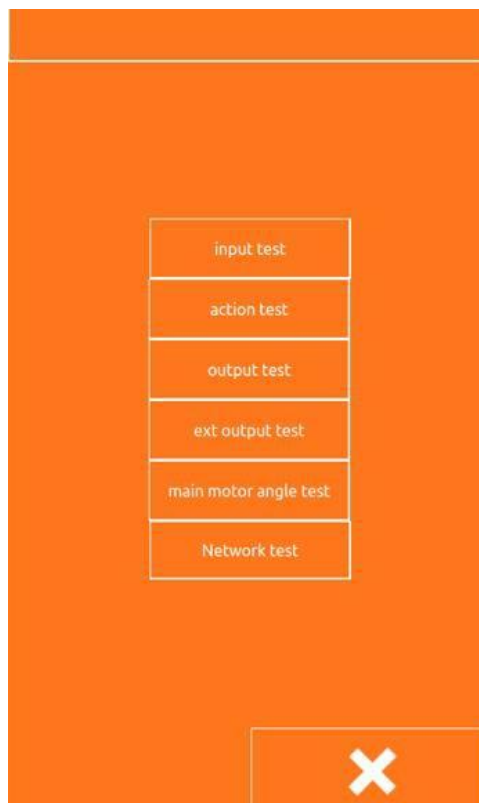 input test
action test
output test
ext output test
main motor angle test
Network test